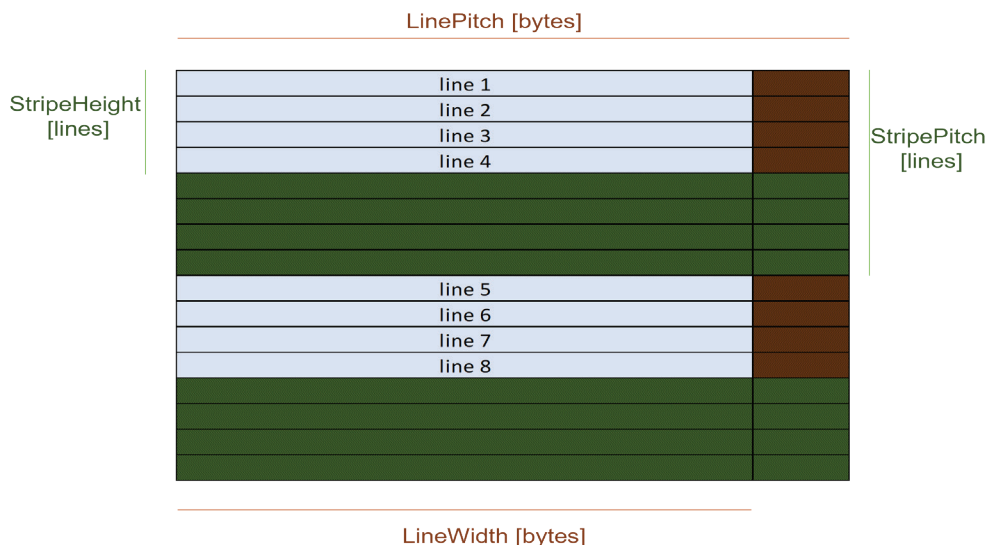 LinePitch [bytes]
StripeHeight
[lines]
line 1
line 2
line 3
line 4
StripePitch
[lines]
line 5
line 6
line 7
line 8
LineWidth [bytes]